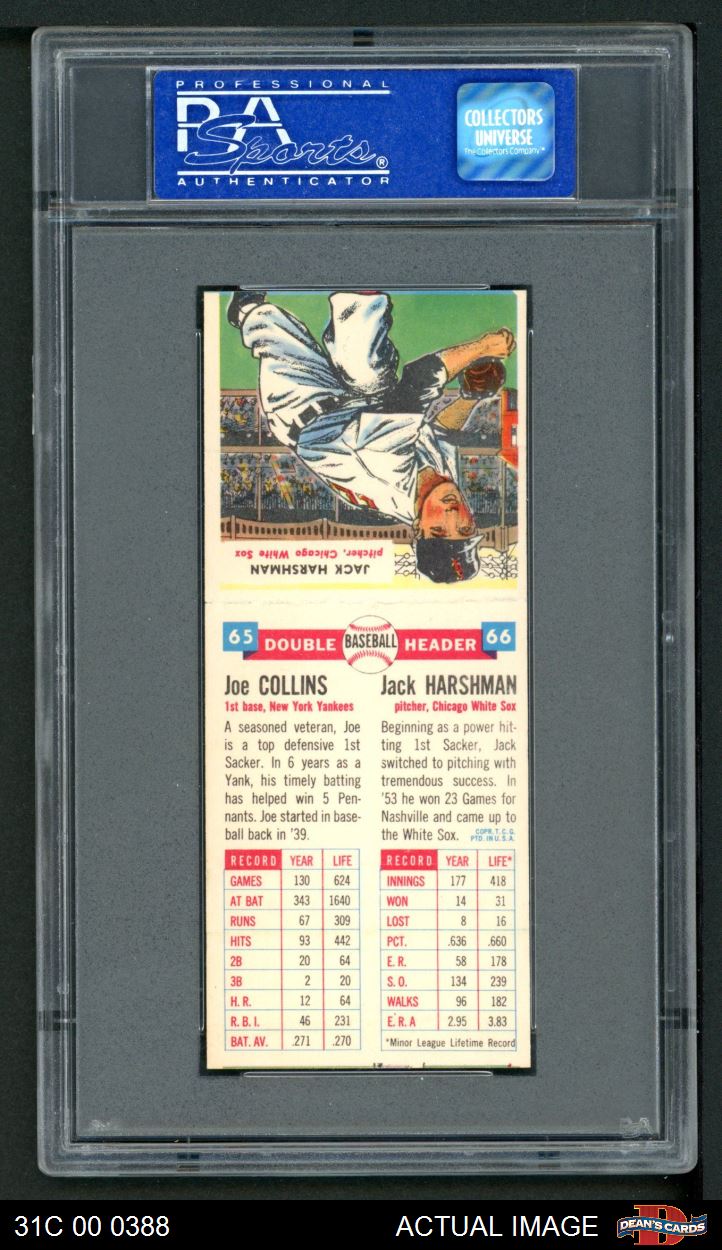 PROFESSIONAL
PSA
Sports®
AUTHENTICATOR
COLLECTORS
UNIVERSE
The Collectors Company™
JACK HARSHMAN
pitcher, Chicago White Sox
65 DOUBLE BASEBALL HEADER 66
Joe COLLINS
1st base, New York Yankees
A seasoned veteran, Joe
is a top defensive 1st
Sacker. In 6 years as a
Yank, his timely batting
has helped win 5 Pen-
nants. Joe started in base-
ball back in '39.
RECORD YEAR LIFE
GAMES 130 624
AT BAT 343 1640
RUNS 67 309
HITS 93 442
2B 20 64
3B 2 20
H.R. 12 64
R.B.I. 46 231
BAT. AV. .271 .270
Jack HARSHMAN
pitcher, Chicago White Sox
Beginning as a power hit-
ting 1st Sacker, Jack
switched to pitching with
tremendous success. In
'53 he won 23 Games for
Nashville and came up to
the White Sox.
COPR. T.C.G.
PTD. IN U.S.A.
RECORD YEAR LIFE*
INNINGS 177 418
WON 14 31
LOST 8 16
PCT. .636 .660
E.R. 58 178
S.O. 134 239
WALKS 96 182
E.R.A 2.95 3.83
*Minor League Lifetime Record
31C 00 0388
ACTUAL IMAGE
DEAN'S CARDS